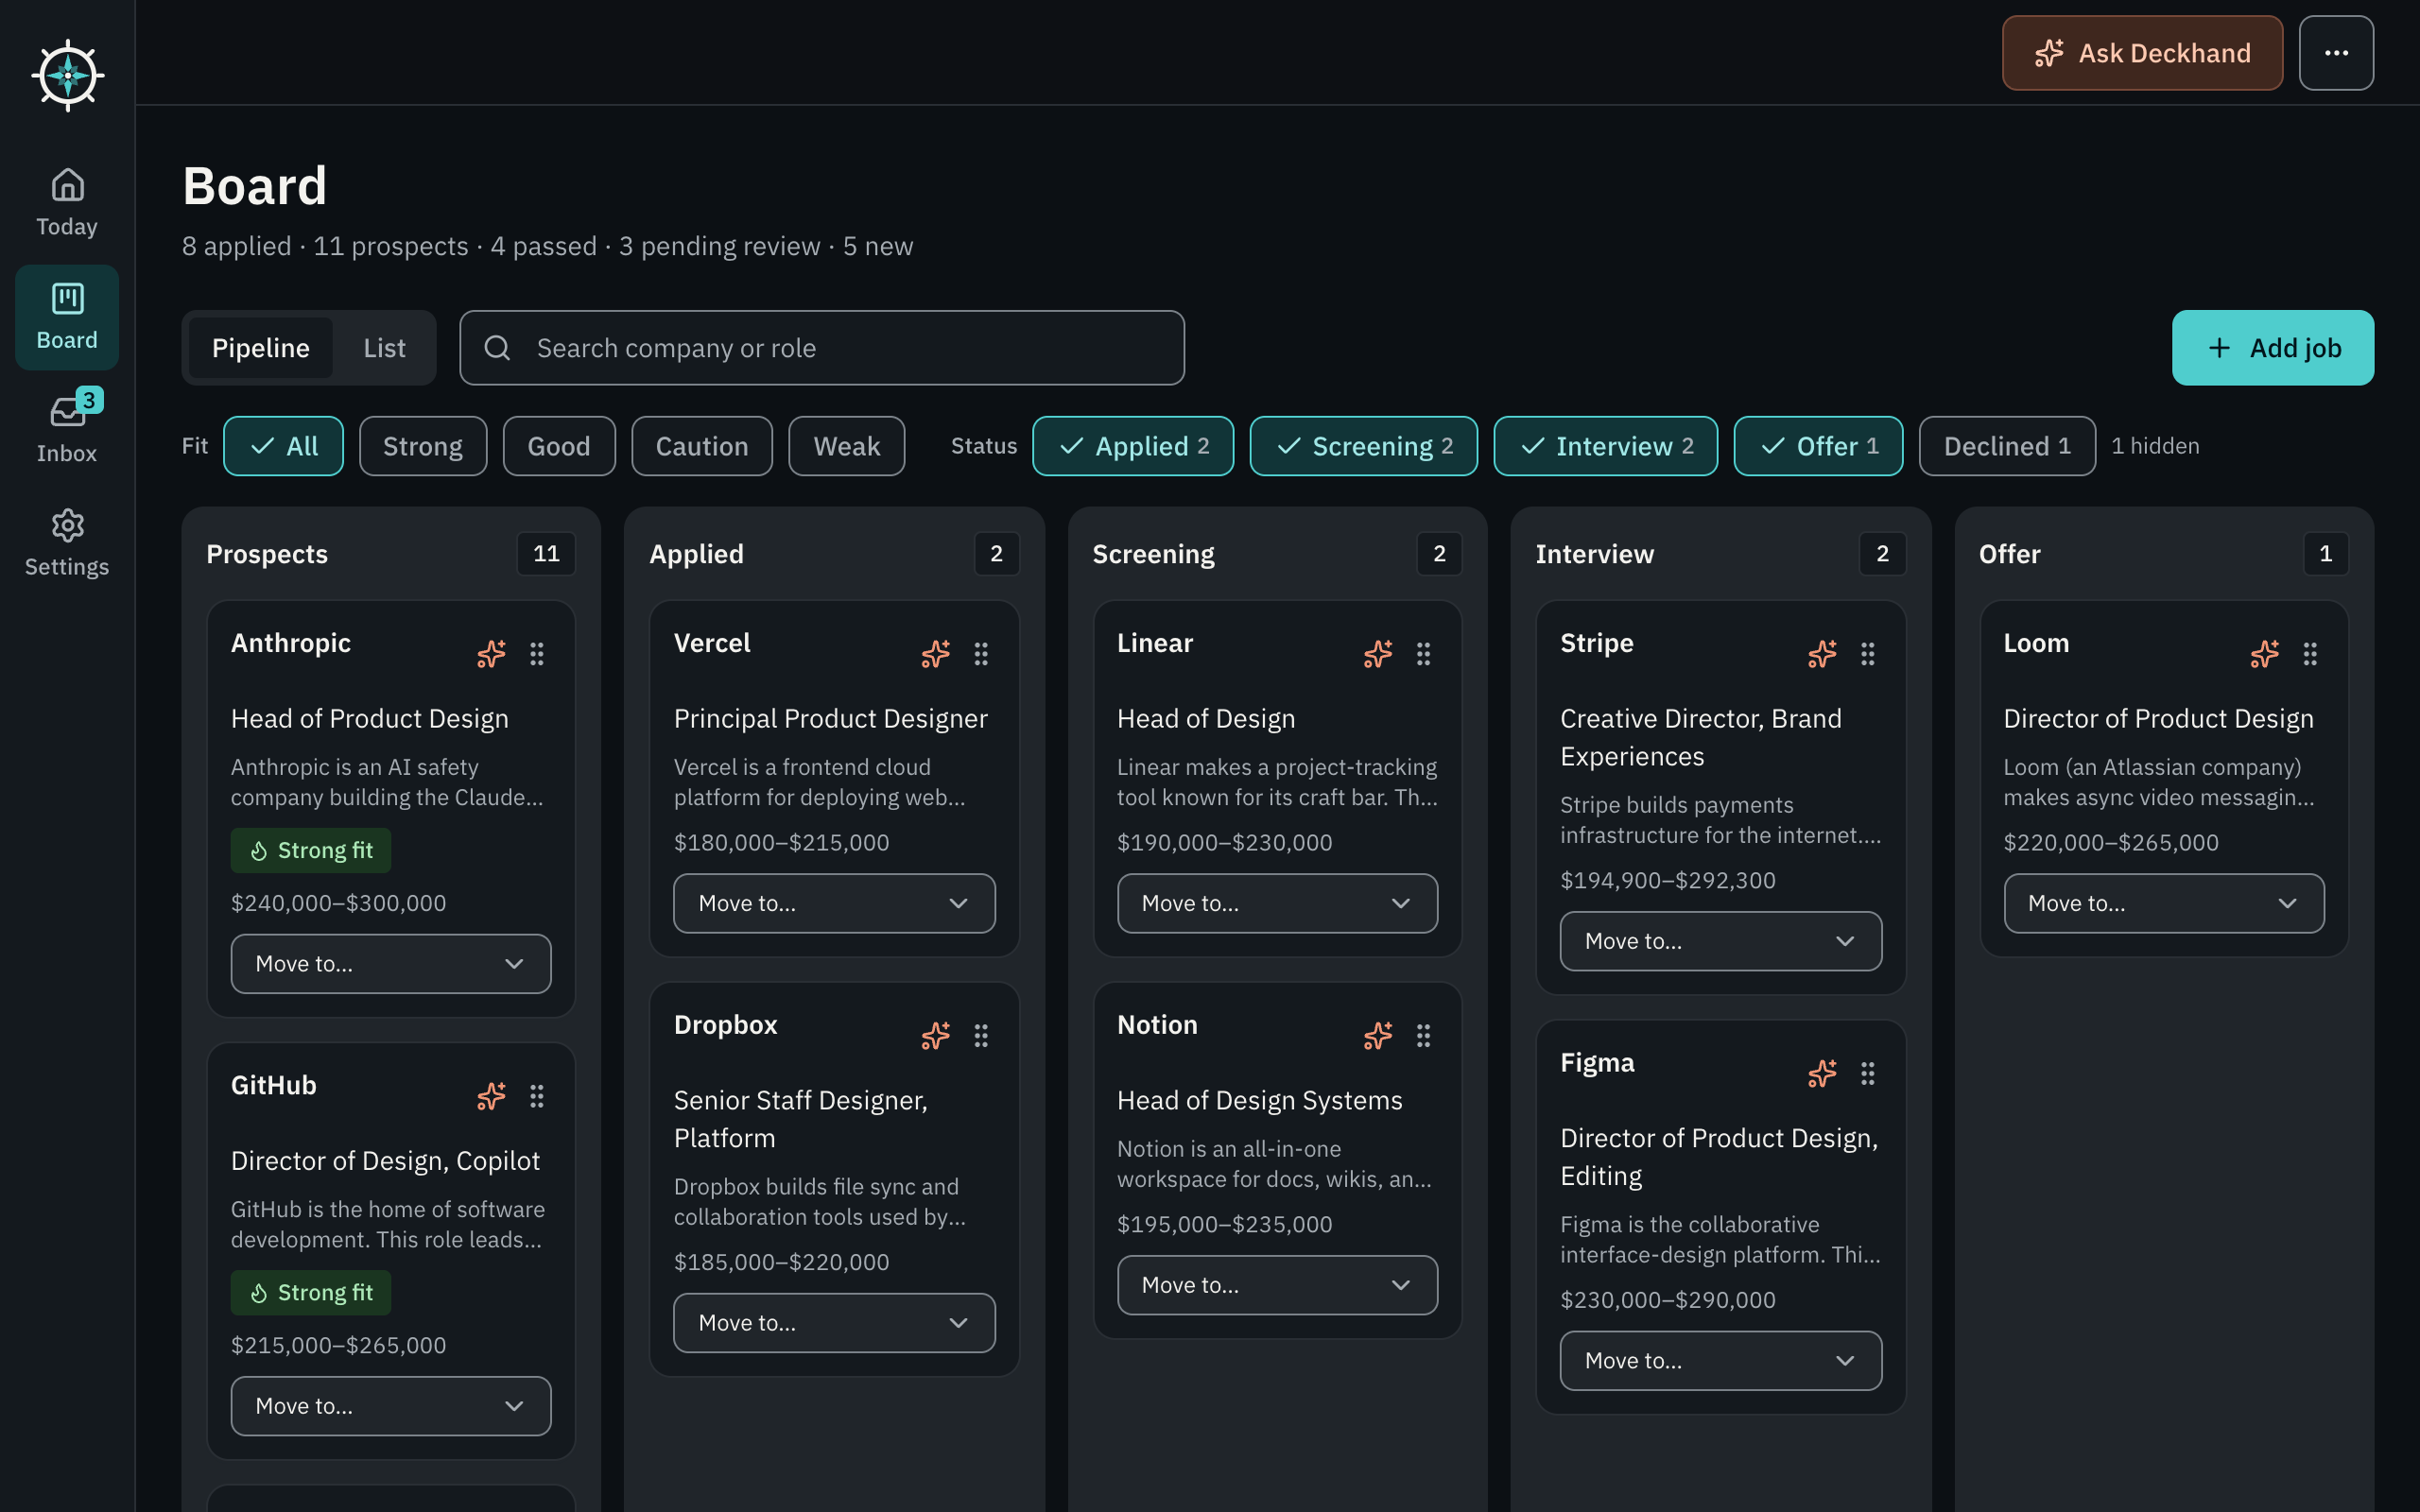 Ask Deckhand
Today
Board
3
Inbox
Settings
Board
8 applied · 11 prospects · 4 passed · 3 pending review · 5 new
Pipeline List
Search company or role
Add job
Fit All Strong Good Caution Weak Status Applied 2 Screening 2 Interview 2 Offer 1 Declined 1 1 hidden
Prospects 11
Anthropic
Head of Product Design
Anthropic is an AI safety
company building the Claude...
Strong fit
$240,000–$300,000
Move to...
GitHub
Director of Design, Copilot
GitHub is the home of software
development. This role leads...
Strong fit
$215,000–$265,000
Move to...
Applied 2
Vercel
Principal Product Designer
Vercel is a frontend cloud
platform for deploying web...
$180,000–$215,000
Move to...
Dropbox
Senior Staff Designer,
Platform
Dropbox builds file sync and
collaboration tools used by...
$185,000–$220,000
Move to...
Screening 2
Linear
Head of Design
Linear makes a project-tracking
tool known for its craft bar. Th...
$190,000–$230,000
Move to...
Notion
Head of Design Systems
Notion is an all-in-one
workspace for docs, wikis, an...
$195,000–$235,000
Move to...
Interview 2
Stripe
Creative Director, Brand
Experiences
Stripe builds payments
infrastructure for the internet....
$194,900–$292,300
Move to...
Figma
Director of Product Design,
Editing
Figma is the collaborative
interface-design platform. Thi...
$230,000–$290,000
Move to...
Offer 1
Loom
Director of Product Design
Loom (an Atlassian company)
makes async video messagin...
$220,000–$265,000
Move to...